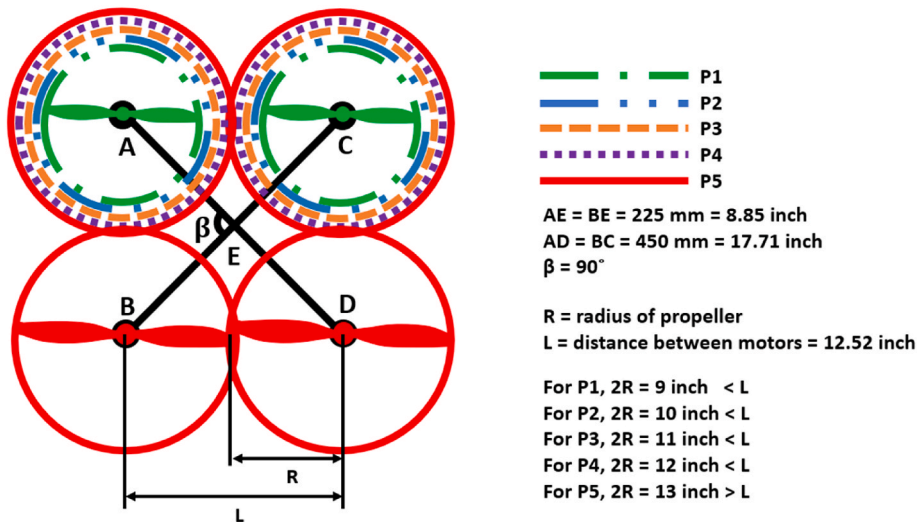 A
C
β
E
B
D
R
L
P1
P2
P3
P4
P5
AE = BE = 225 mm = 8.85 inch
AD = BC = 450 mm = 17.71 inch
β = 90˚
R = radius of propeller
L = distance between motors = 12.52 inch
For P1, 2R = 9 inch < L
For P2, 2R = 10 inch < L
For P3, 2R = 11 inch < L
For P4, 2R = 12 inch < L
For P5, 2R = 13 inch > L